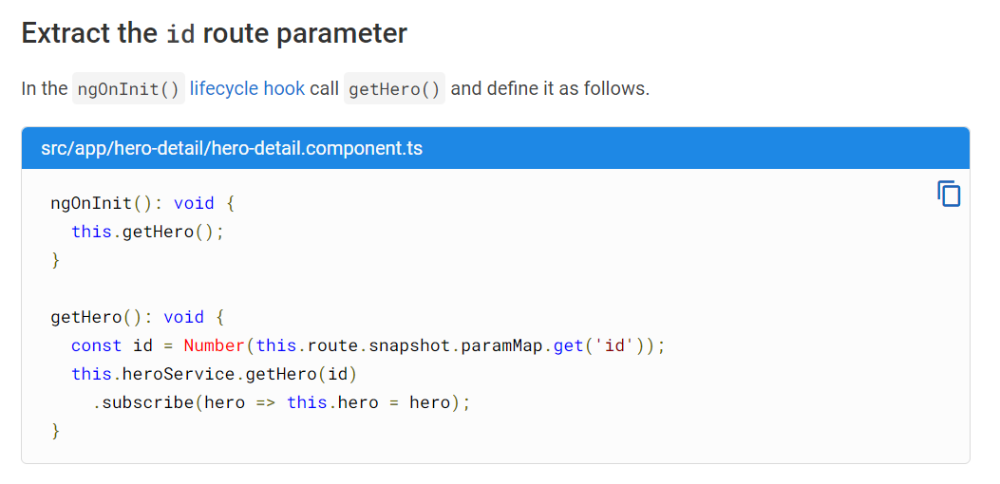 Extract the id route parameter
In the ngOnInit() lifecycle hook call getHero() and define it as follows.
src/app/hero-detail/hero-detail.component.ts
ngOnInit(): void {
  this.getHero();
}

getHero(): void {
  const id = Number(this.route.snapshot.paramMap.get('id'));
  this.heroService.getHero(id)
    .subscribe(hero => this.hero = hero);
}